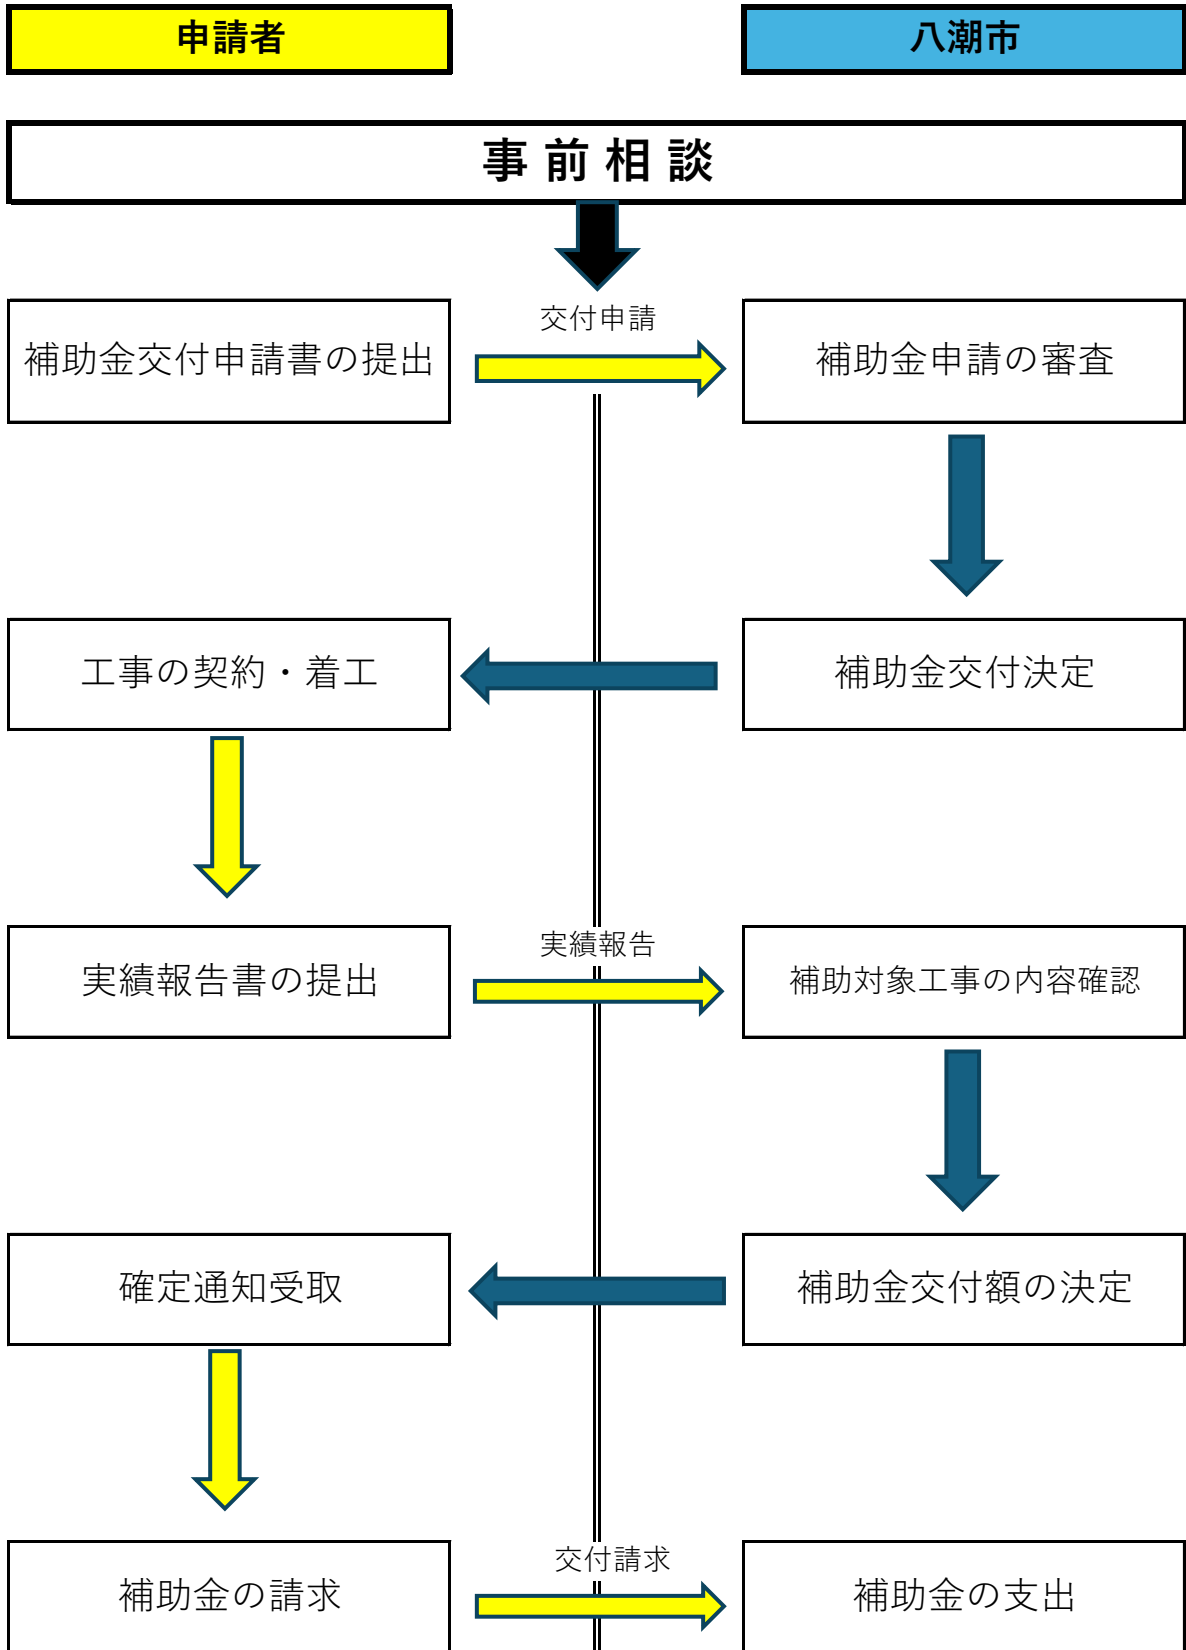 申請者
八潮市
事前相談
交付申請
補助金交付申請書の提出
補助金申請の審査
工事の契約・着工
補助金交付決定
実績報告
実績報告書の提出
補助対象工事の内容確認
確定通知受取
補助金交付額の決定
交付請求
補助金の請求
補助金の支出